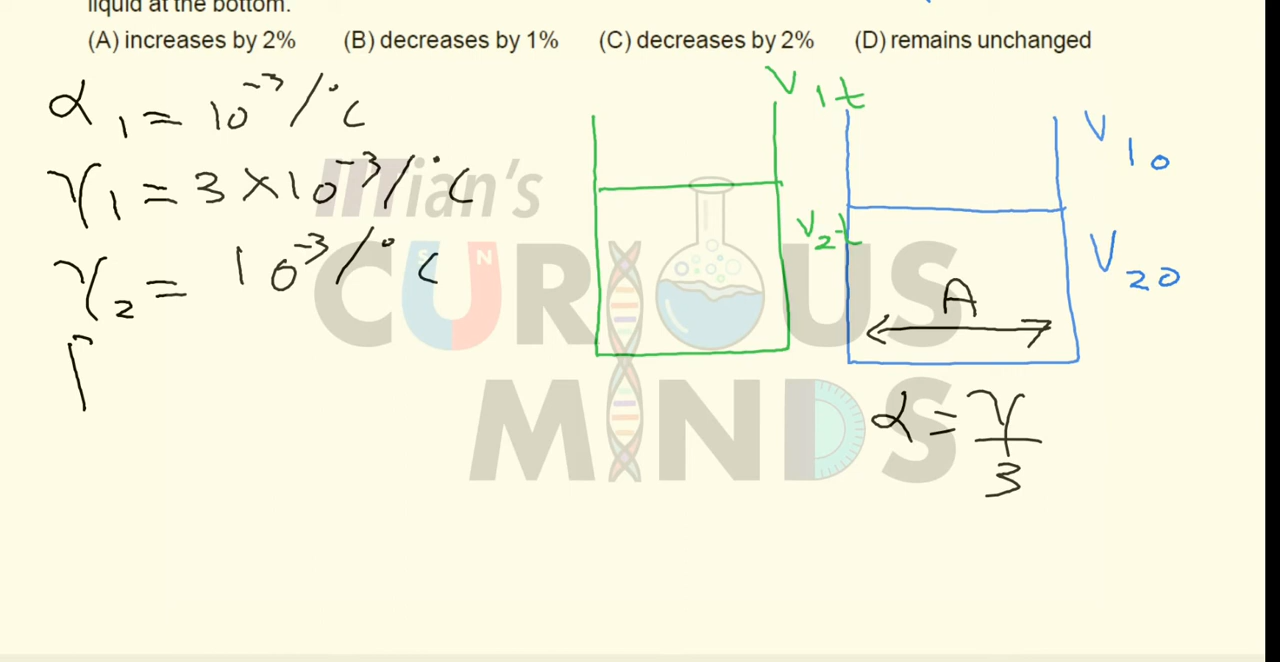 liquid at the bottom.
(A) increases by 2% (B) decreases by 1% (C) decreases by 2% (D) remains unchanged
α₁ = 10⁻³/°C
γ₁ = 3 × 10⁻³/°C
γ₂ = 10⁻³/°C
V₁t
V₂t
V₁₀
V₂₀
A
α = γ/3
IITian's
CURIOUS
S N
MINDS